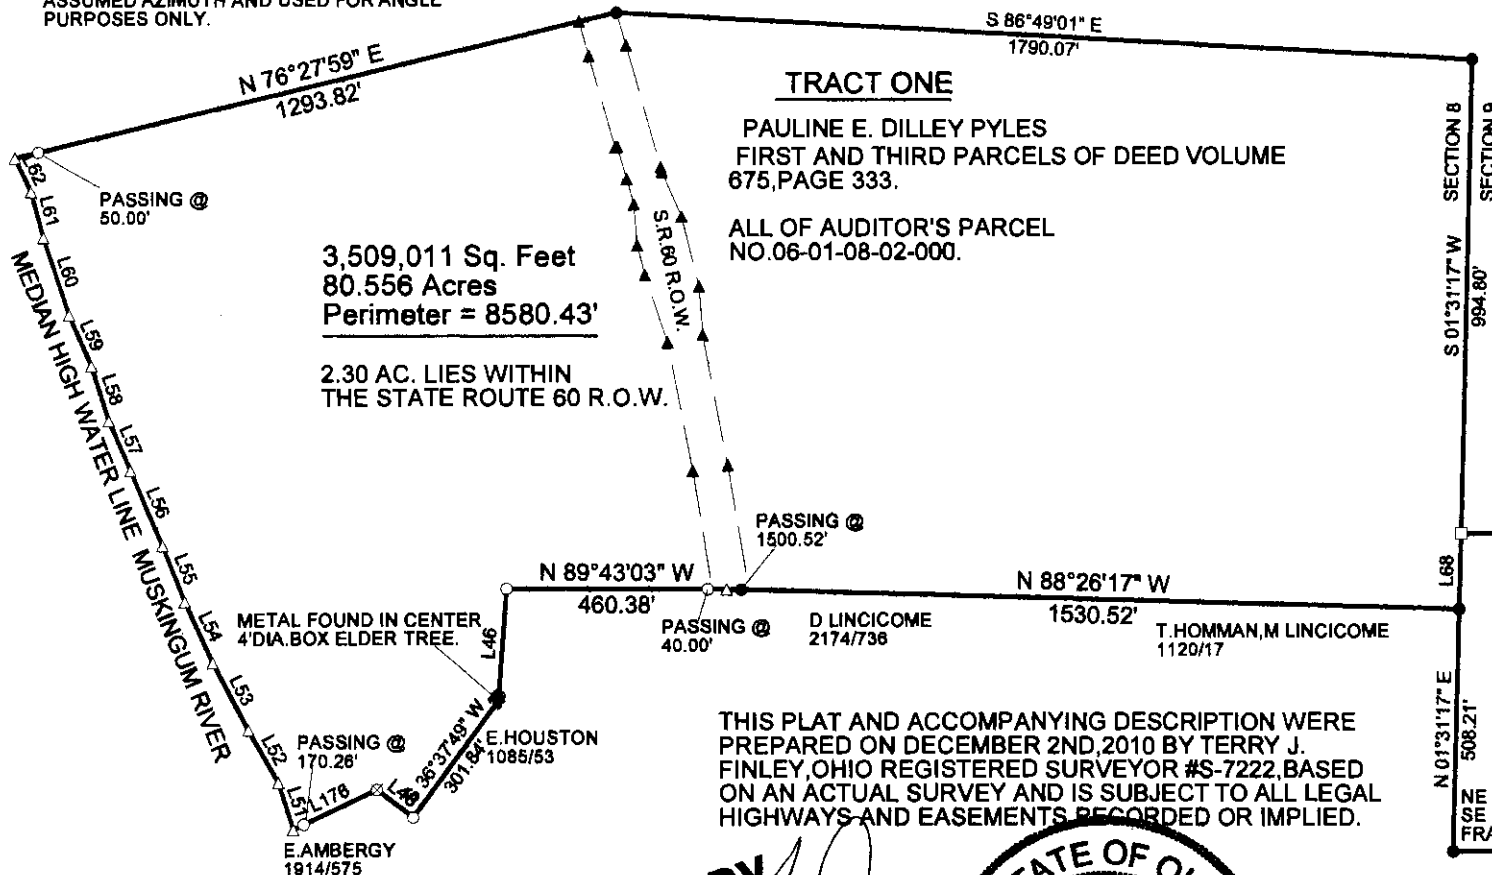 ASSUMED AZIMUTH AND USED FOR ANGLE
PURPOSES ONLY.
N 76°27'59" E
1293.82'
S 86°49'01" E
1790.07'
TRACT ONE
PAULINE E. DILLEY PYLES
FIRST AND THIRD PARCELS OF DEED VOLUME
675,PAGE 333.
ALL OF AUDITOR'S PARCEL
NO.06-01-08-02-000.
SECTION 8
SECTION 9
S 01°31'17" W
994.80'
L62
PASSING @
50.00'
L61
L60
L59
L58
L57
L56
L55
L54
L53
L52
L51
MEDIAN HIGH WATER LINE MUSKINGUM RIVER
3,509,011 Sq. Feet
80.556 Acres
Perimeter = 8580.43'
2.30 AC. LIES WITHIN
THE STATE ROUTE 60 R.O.W.
S.R.60 R.O.W.
PASSING @
1500.52'
N 89°43'03" W
460.38'
N 88°26'17" W
1530.52'
L68
METAL FOUND IN CENTER
4'DIA.BOX ELDER TREE.
L46
PASSING @
40.00'
D LINCICOME
2174/736
T.HOMMAN,M LINCICOME
1120/17
36°37'49" W
301.84'
E.HOUSTON
1085/53
PASSING @
170.26'
L176
L48
E.AMBERGY
1914/575
N 01°31'17" E
508.21'
THIS PLAT AND ACCOMPANYING DESCRIPTION WERE
PREPARED ON DECEMBER 2ND,2010 BY TERRY J.
FINLEY,OHIO REGISTERED SURVEYOR #S-7222,BASED
ON AN ACTUAL SURVEY AND IS SUBJECT TO ALL LEGAL
HIGHWAYS AND EASEMENTS RECORDED OR IMPLIED.
NE
SE
FRA
STATE OF O